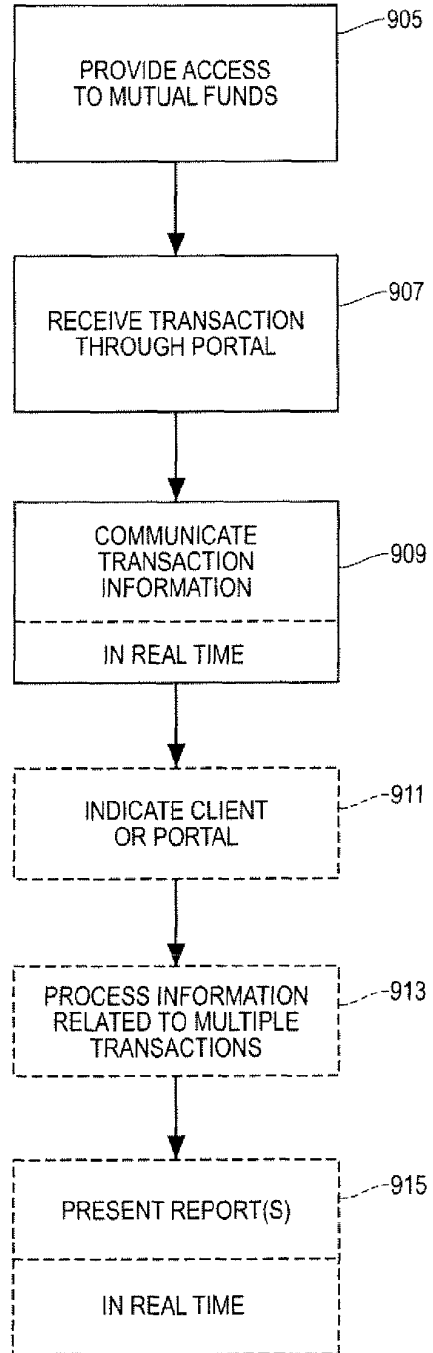 PROVIDE ACCESS
TO MUTUAL FUNDS
905
RECEIVE TRANSACTION
THROUGH PORTAL
907
COMMUNICATE
TRANSACTION
INFORMATION
909
IN REAL TIME
INDICATE CLIENT
OR PORTAL
911
PROCESS INFORMATION
RELATED TO MULTIPLE
TRANSACTIONS
913
PRESENT REPORT(S)
915
IN REAL TIME